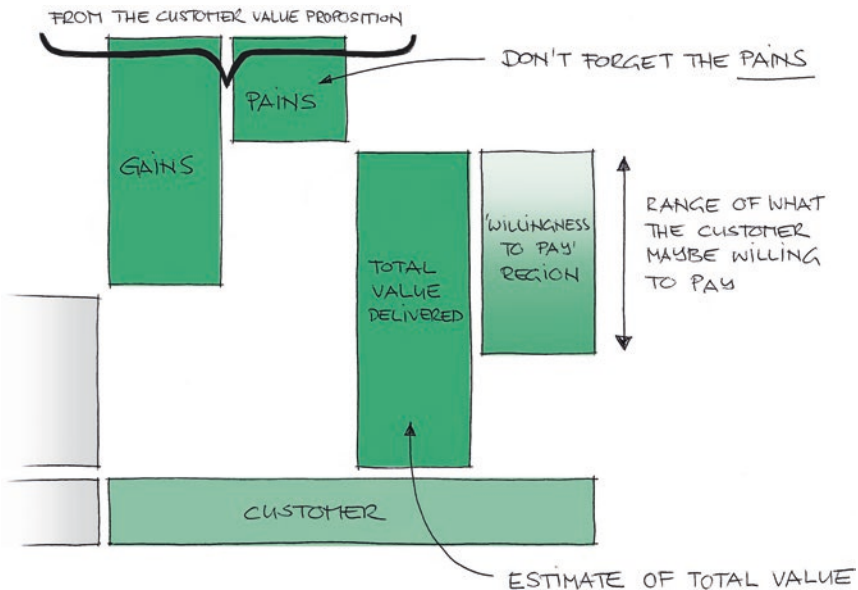 FROM THE CUSTOMER VALUE PROPOSITION
DON'T FORGET THE PAINS
PAINS
GAINS
'WILLINGNESS
TO PAY'
REGION
RANGE OF WHAT
THE CUSTOMER
MAYBE WILLING
TO PAY
TOTAL
VALUE
DELIVERED
CUSTOMER
ESTIMATE OF TOTAL VALUE